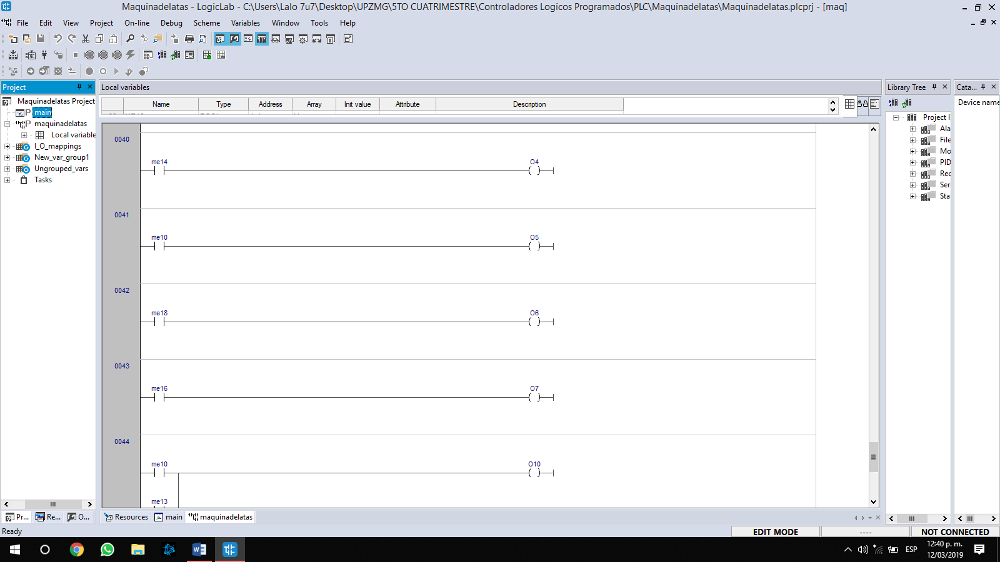 Maquinadelatas - LogicLab - C:\Users\Lalo 7u7\Desktop\UPZMG\5TO CUATRIMESTRE\Controladores Logicos Programados\PLC\Maquinadelatas\Maquinadelatas.plcprj - [maq]
File Edit View Project On-line Debug Scheme Variables Window Tools Help
Project
Maquinadelatas Project
P main
P maquinadelatas
Local variable
I_O_mappings
New_var_group1
Ungrouped_vars
Tasks
Local variables
Name Type Address Array Init value Attribute Description
0040
me14 O4
0041
me10 O5
0042
me18 O6
0043
me16 O7
0044
me10 O10
me13
Library Tree
Project l
Ala
File
Mo
PID
Rec
Ser
Sta
Cata...
Device name
Pr... Re... O...
Resources main maquinadelatas
Ready
EDIT MODE ---- NOT CONNECTED
ESP
12:40 p. m.
12/03/2019